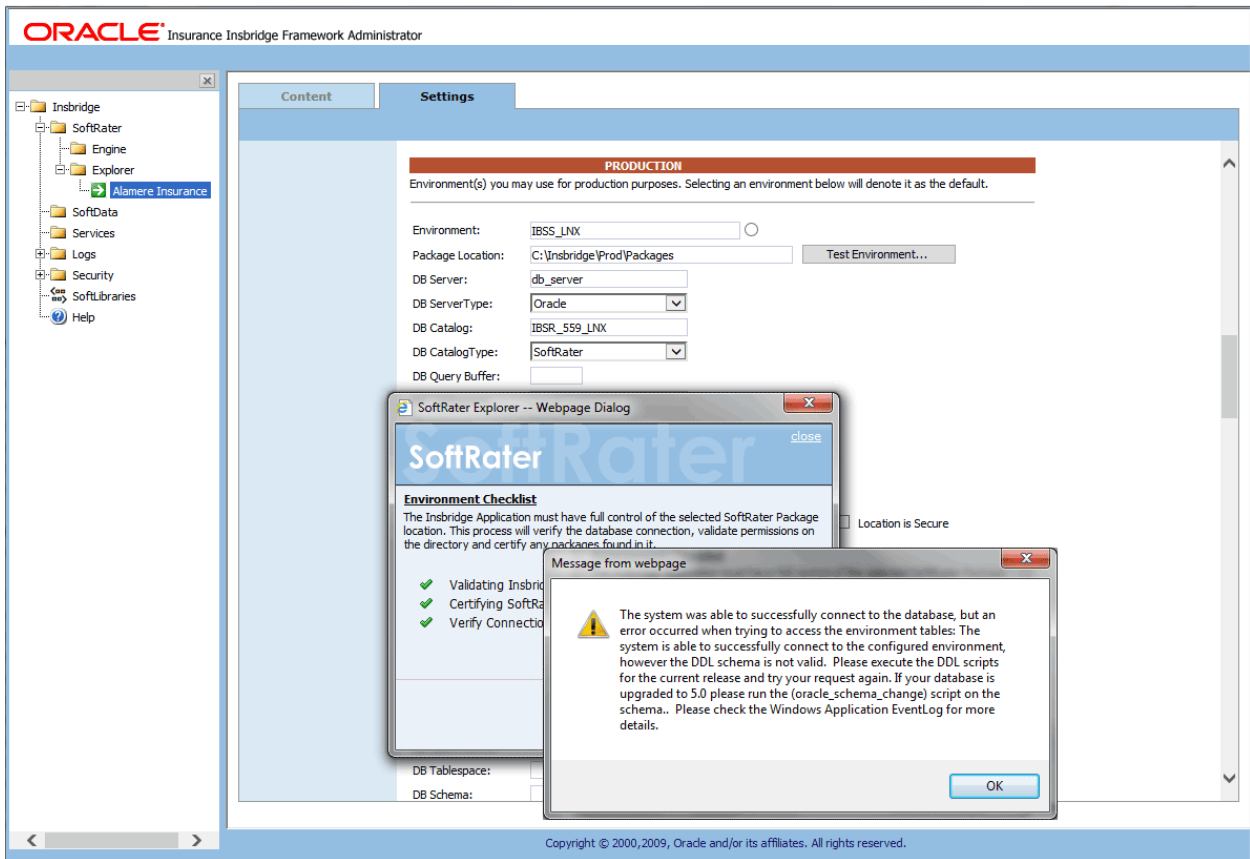 ORACLE® Insurance Insbridge Framework Administrator
Insbridge
SoftRater
Engine
Explorer
Alamere Insurance
SoftData
Services
Logs
Security
SoftLibraries
Help
Content
Settings
PRODUCTION
Environment(s) you may use for production purposes. Selecting an environment below will denote it as the default.
Environment: IBSS_LNX
Package Location: C:\Insbridge\Prod\Packages Test Environment...
DB Server: db_server
DB ServerType: Oracle
DB Catalog: IBSR_559_LNX
DB CatalogType: SoftRater
DB Query Buffer:
SoftRater Explorer -- Webpage Dialog
close
SoftRater
SoftRater
Environment Checklist
The Insbridge Application must have full control of the selected SoftRater Package
location. This process will verify the database connection, validate permissions on
the directory and certify any packages found in it.
Validating
Certifying
Verify
Location is Secure
Message from webpage
The system was able to successfully connect to the database, but an
error occurred when trying to access the environment tables: The
system is able to successfully connect to the configured environment,
however the DDL schema is not valid. Please execute the DDL scripts
for the current release and try your request again. If your database is
upgraded to 5.0 please run the (oracle_schema_change) script on the
schema.. Please check the Windows Application EventLog for more
details.
OK
DB Tablespace:
DB Schema:
Copyright © 2000,2009, Oracle and/or its affiliates. All rights reserved.